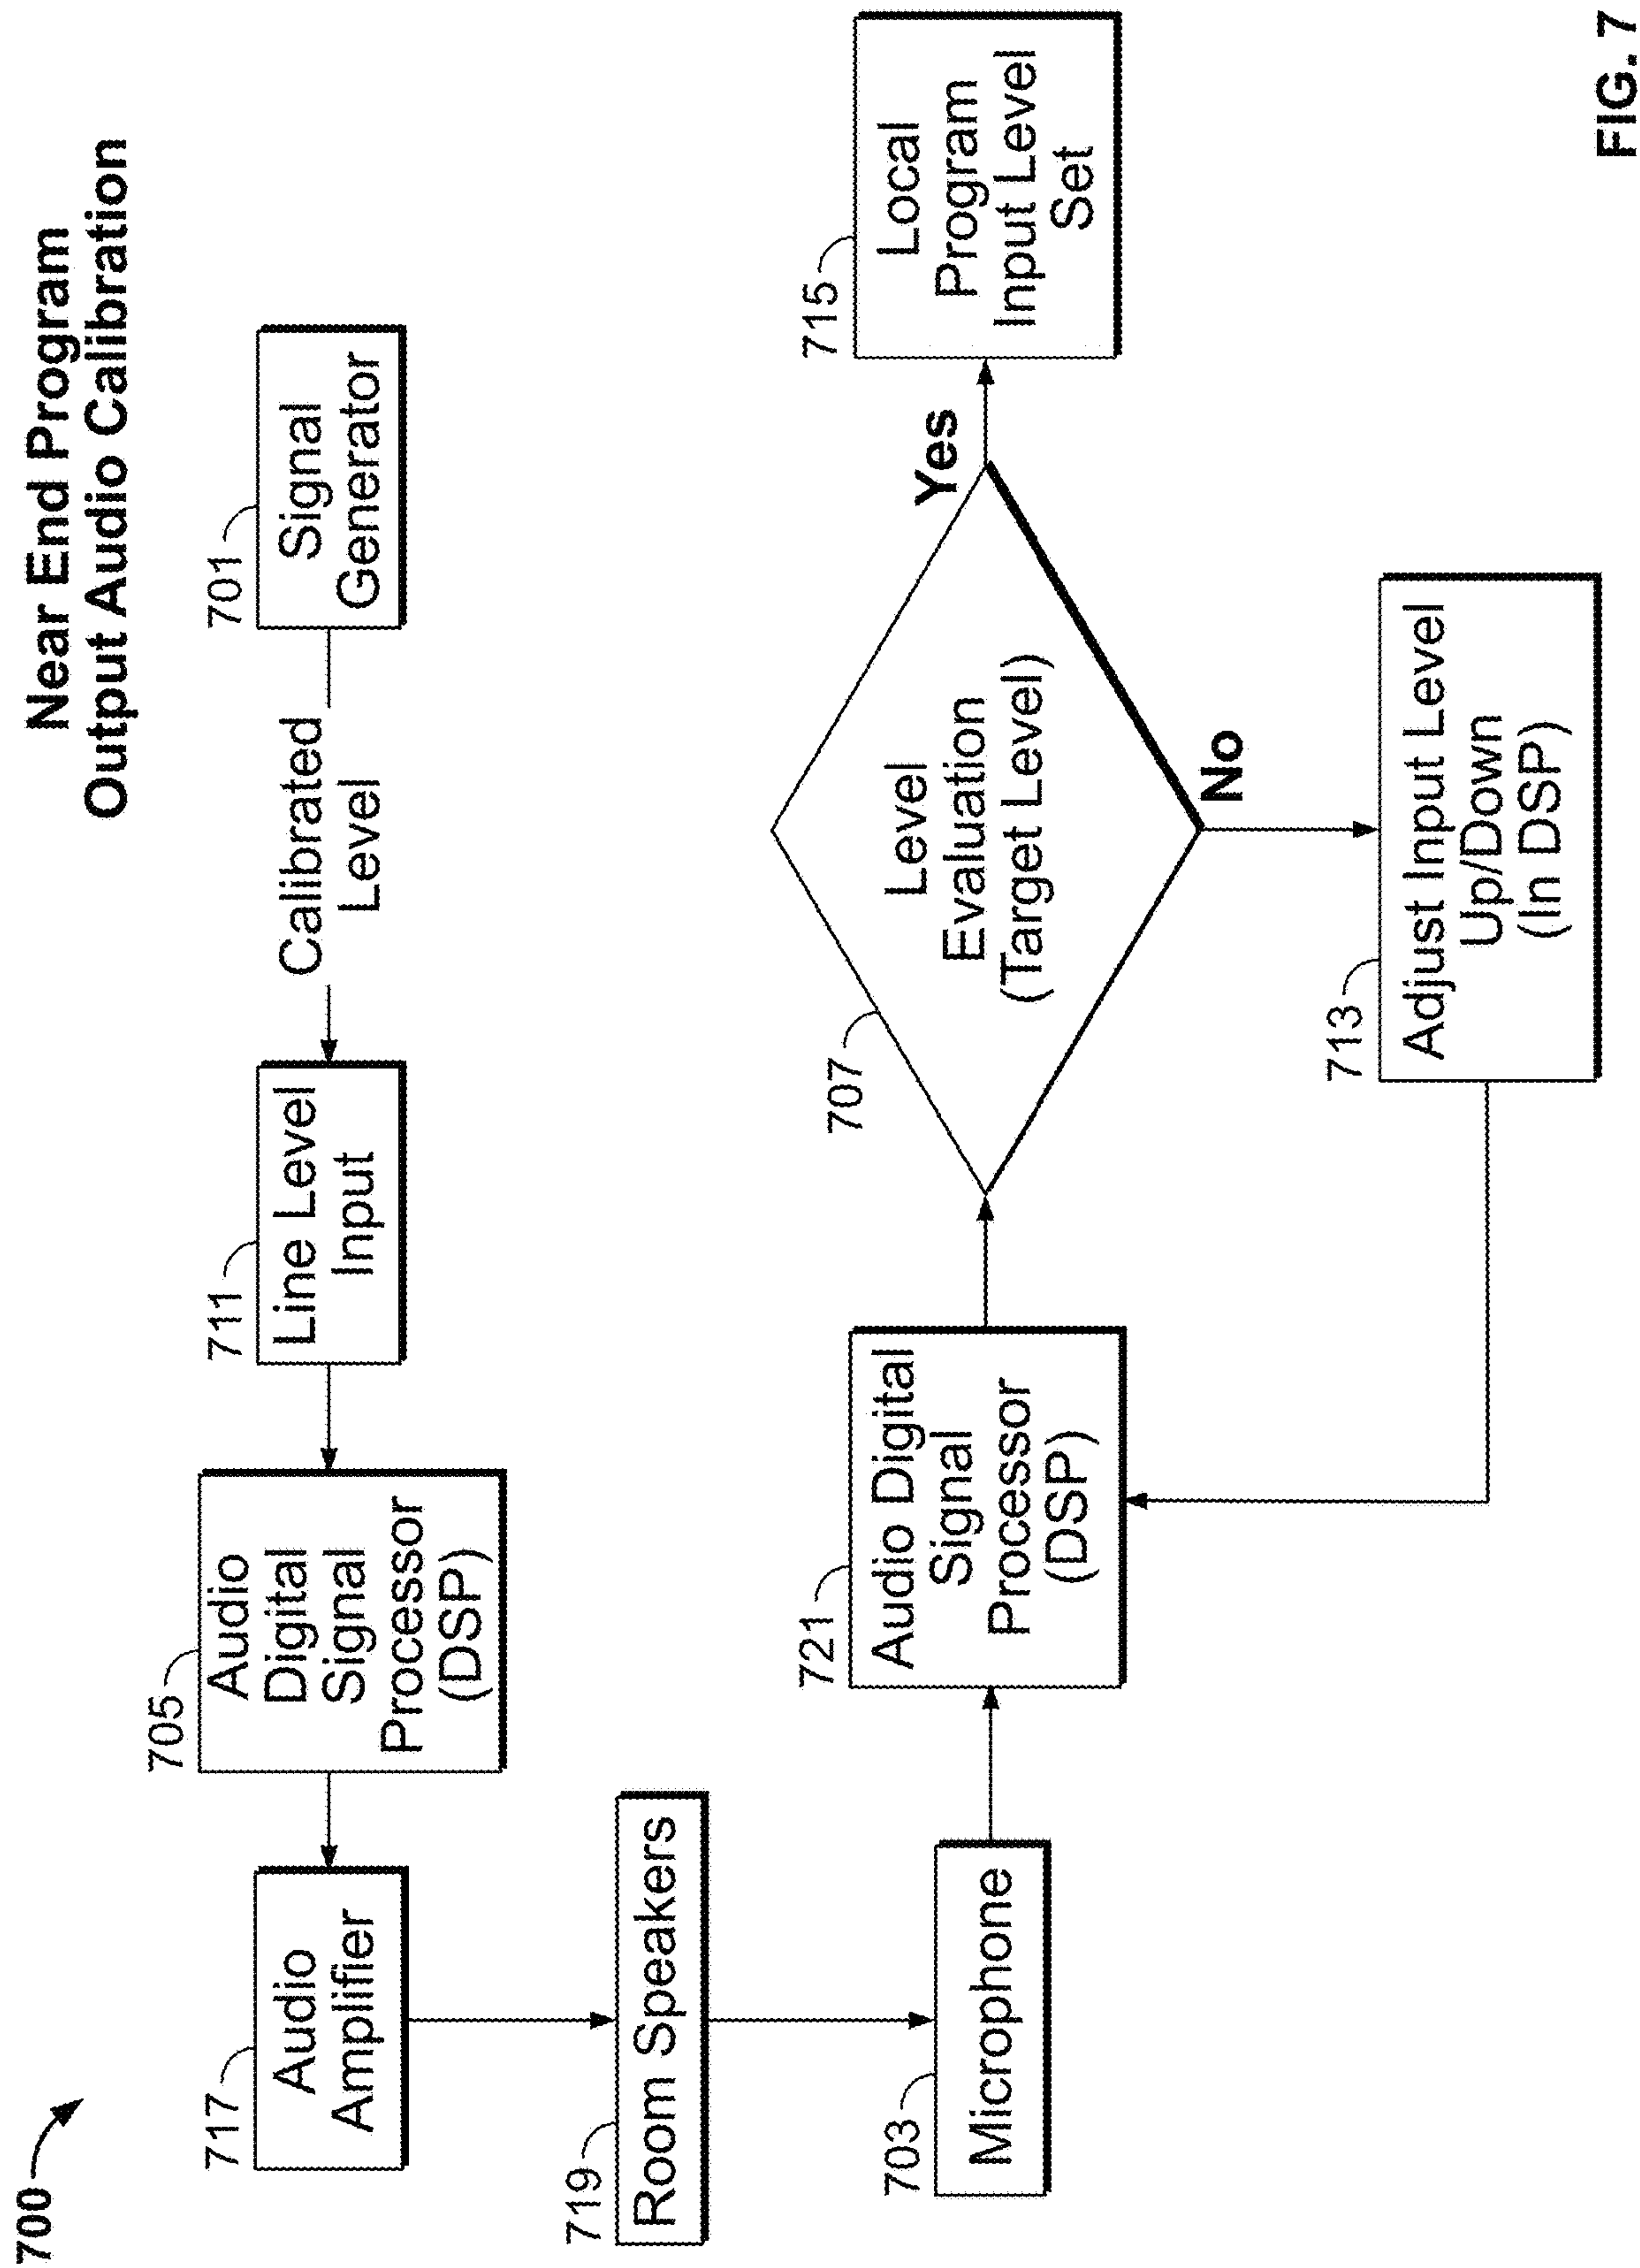 700
Near End Program
Output Audio Calibration
717
Audio
Amplifier
705
Audio
Digital
Signal
Processor
(DSP)
711
Line Level
Input
Calibrated
Level
701
Signal
Generator
719
Room Speakers
703
Microphone
721
Audio Digital
Signal
Processor
(DSP)
707
Level
Evaluation
(Target Level)
Yes
No
715
Local
Program
Input Level
Set
713
Adjust Input Level
Up/Down
(In DSP)
FIG. 7